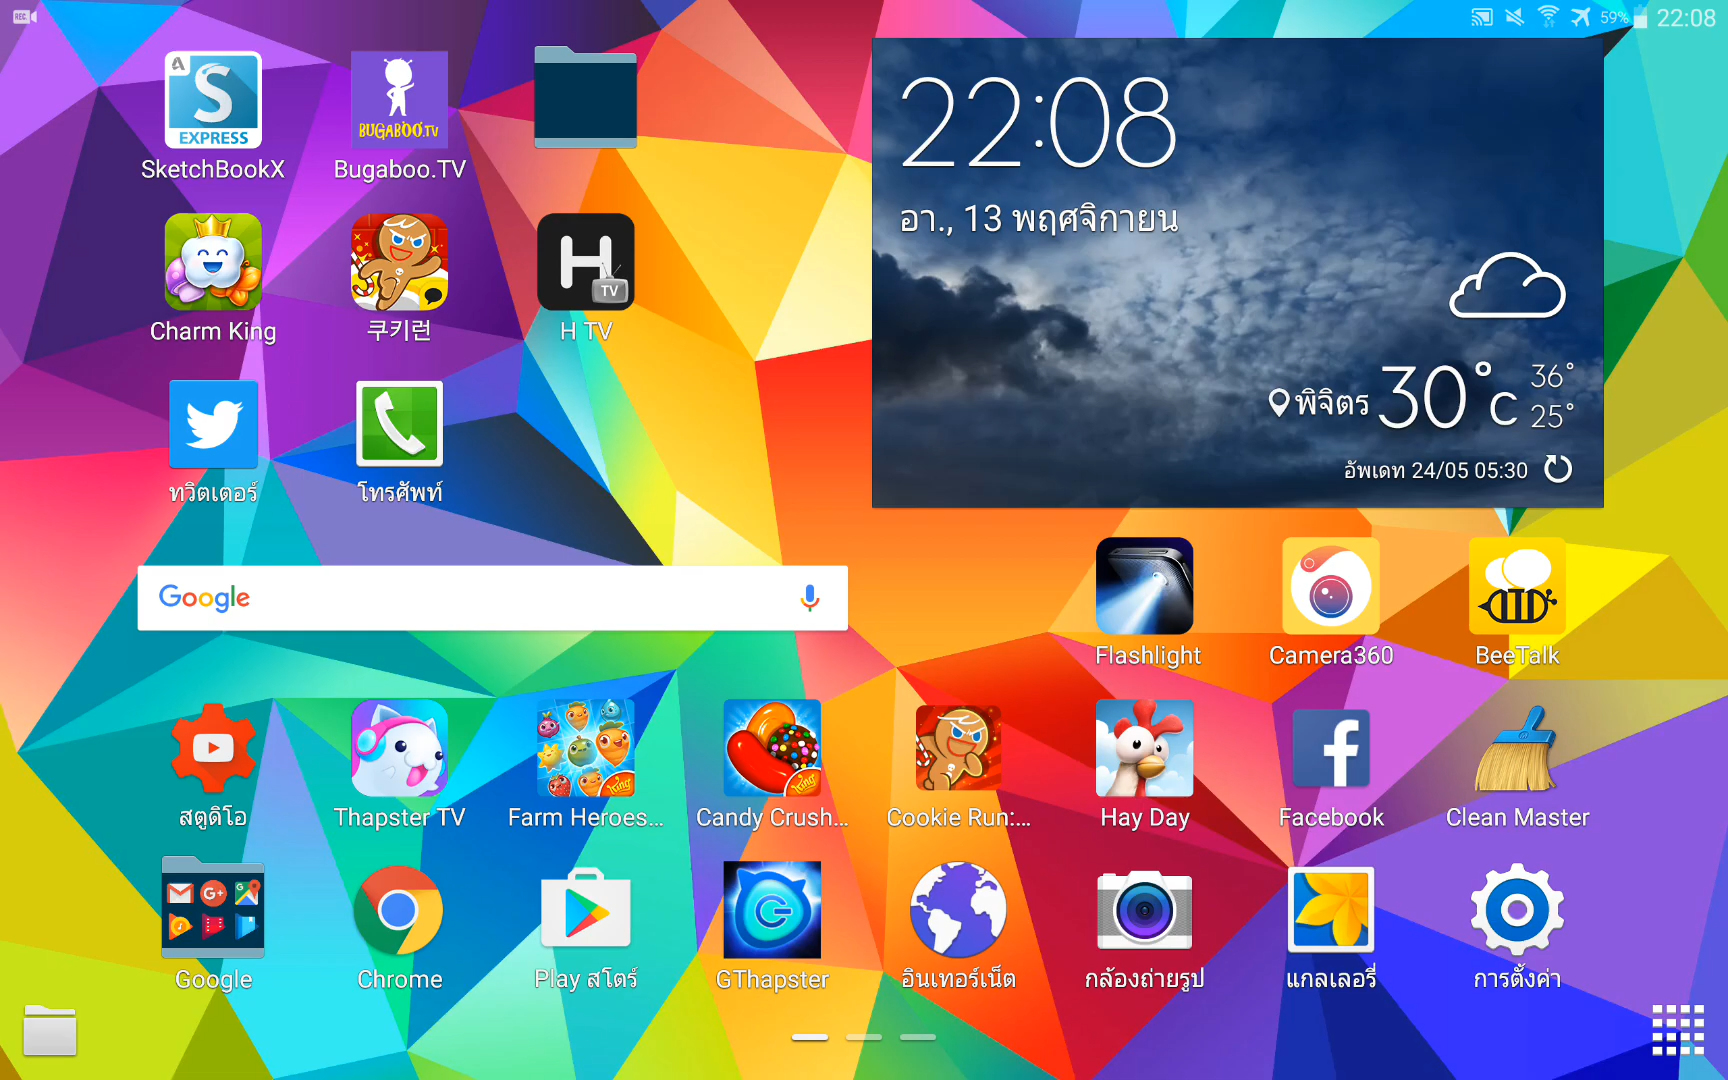 REC
59% 22:08
A
S
EXPRESS
BUGABOO.TV
SketchBookX Bugaboo.TV
22:08
อา., 13 พฤศจิกายน
H
TV
Charm King 쿠키런 H TV
พิจิตร 30°C 36°
25°
อัพเดท 24/05 05:30
ทวิตเตอร์ โทรศัพท์
Google
Flashlight Camera360 BeeTalk
King King f
สตูดิโอ Thapster TV Farm Heroes... Candy Crush... Cookie Run:... Hay Day Facebook Clean Master
G+ G G
Google Chrome Play สโตร์ GThapster อินเทอร์เน็ต กล้องถ่ายรูป แกลเลอรี่ การตั้งค่า